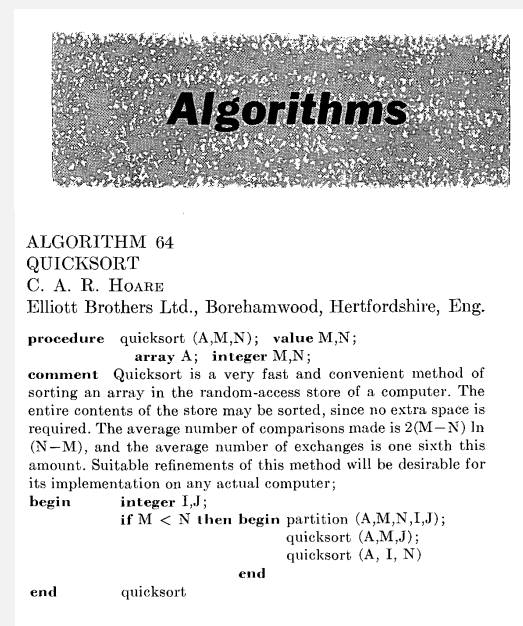 Algorithms
ALGORITHM 64
QUICKSORT
C. A. R. HOARE
Elliott Brothers Ltd., Borehamwood, Hertfordshire, Eng.
procedure quicksort (A,M,N); value M,N;
array A; integer M,N;
comment Quicksort is a very fast and convenient method of
sorting an array in the random-access store of a computer. The
entire contents of the store may be sorted, since no extra space is
required. The average number of comparisons made is 2(M−N) ln
(N−M), and the average number of exchanges is one sixth this
amount. Suitable refinements of this method will be desirable for
its implementation on any actual computer;
begin integer I,J;
if M < N then begin partition (A,M,N,I,J);
quicksort (A,M,J);
quicksort (A, I, N)
end
end quicksort